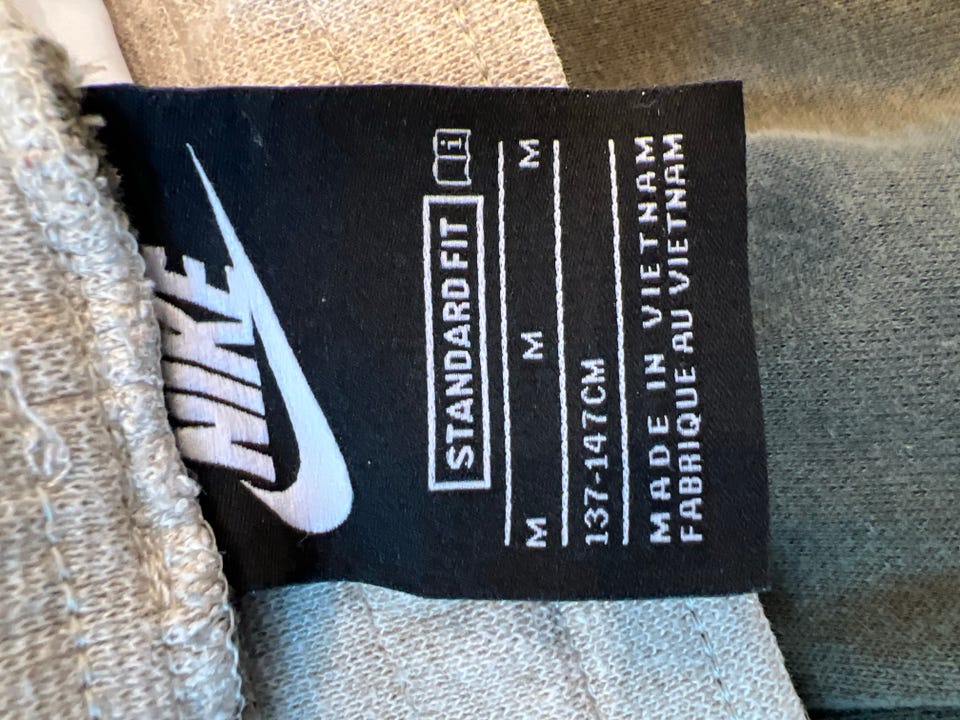 NIKE
STANDARD FIT
M M M
137-147CM
MADE IN VIETNAM
FABRIQUE AU VIETNAM